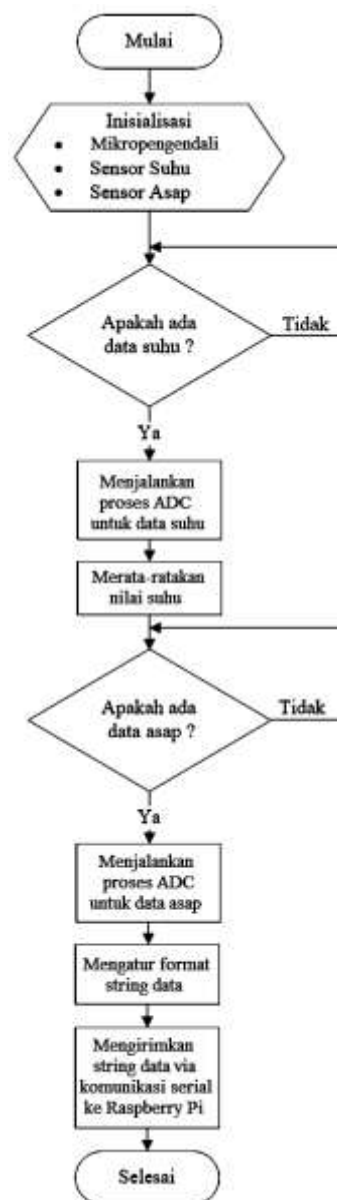 Mulai
Inisialisasi
• Mikropengendali
• Sensor Suhu
• Sensor Asap
Apakah ada
data suhu ?
Tidak
Ya
Menjalankan
proses ADC
untuk data suhu
Merata-ratakan
nilai suhu
Apakah ada
data asap ?
Tidak
Ya
Menjalankan
proses ADC
untuk data asap
Mengatur format
string data
Mengirimkan
string data via
komunikasi serial
ke Raspberry Pi
Selesai